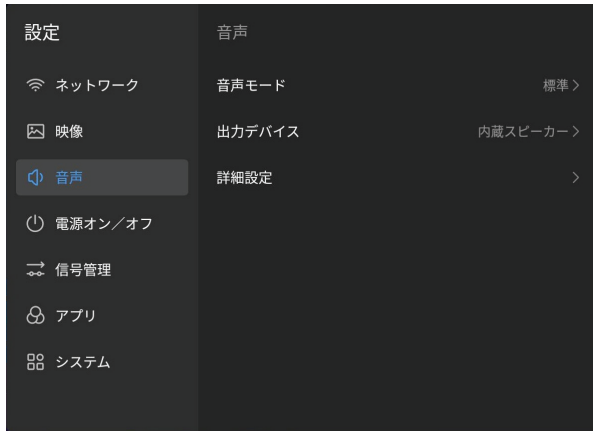 設定
ネットワーク
映像
音声
電源オン／オフ
信号管理
アプリ
システム
音声
音声モード 標準
出力デバイス 内蔵スピーカー
詳細設定